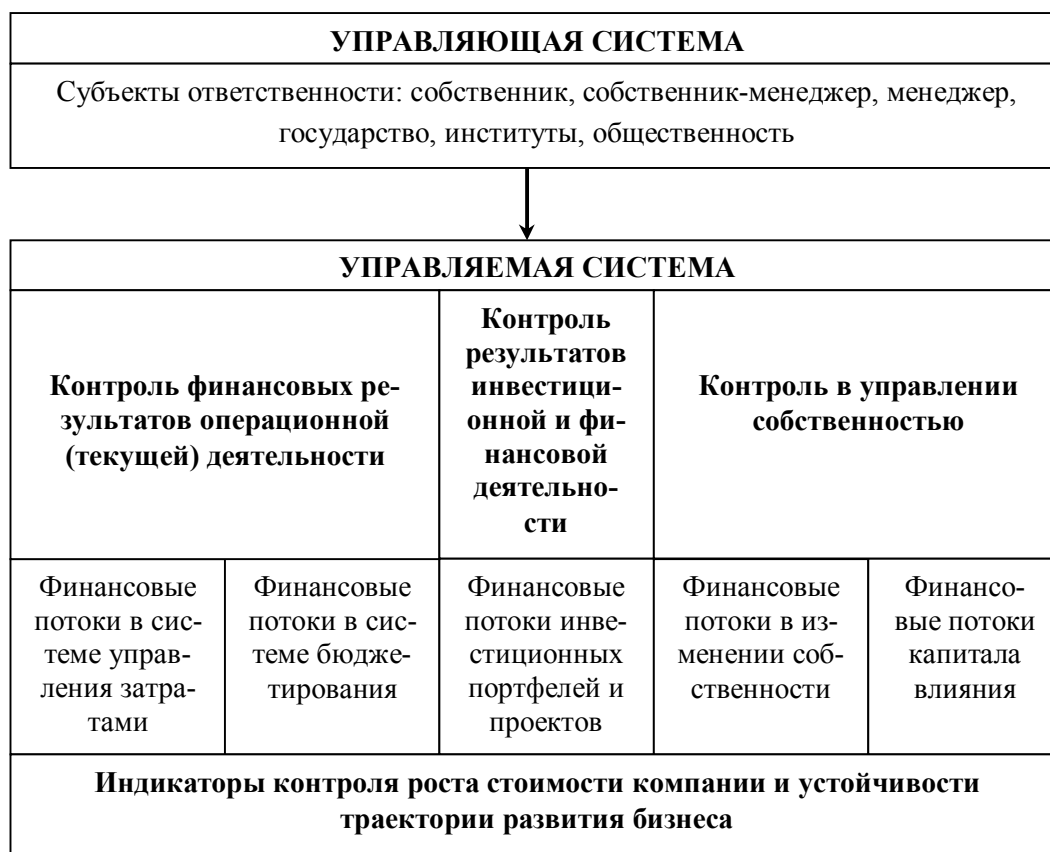 УПРАВЛЯЮЩАЯ СИСТЕМА
Субъекты ответственности: собственник, собственник-менеджер, менеджер,
государство, институты, общественность
УПРАВЛЯЕМАЯ СИСТЕМА
Контроль финансовых ре-
зультатов операционной
(текущей) деятельности
Контроль
результатов
инвестици-
онной и фи-
нансовой
деятельно-
сти
Контроль в управлении
собственностью
Финансовые
потоки в сис-
теме управ-
ления затра-
тами
Финансовые
потоки в сис-
теме бюдже-
тирования
Финансовые
потоки инве-
стиционных
портфелей и
проектов
Финансовые
потоки в из-
менении соб-
ственности
Финансо-
вые потоки
капитала
влияния
Индикаторы контроля роста стоимости компании и устойчивости
траектории развития бизнеса